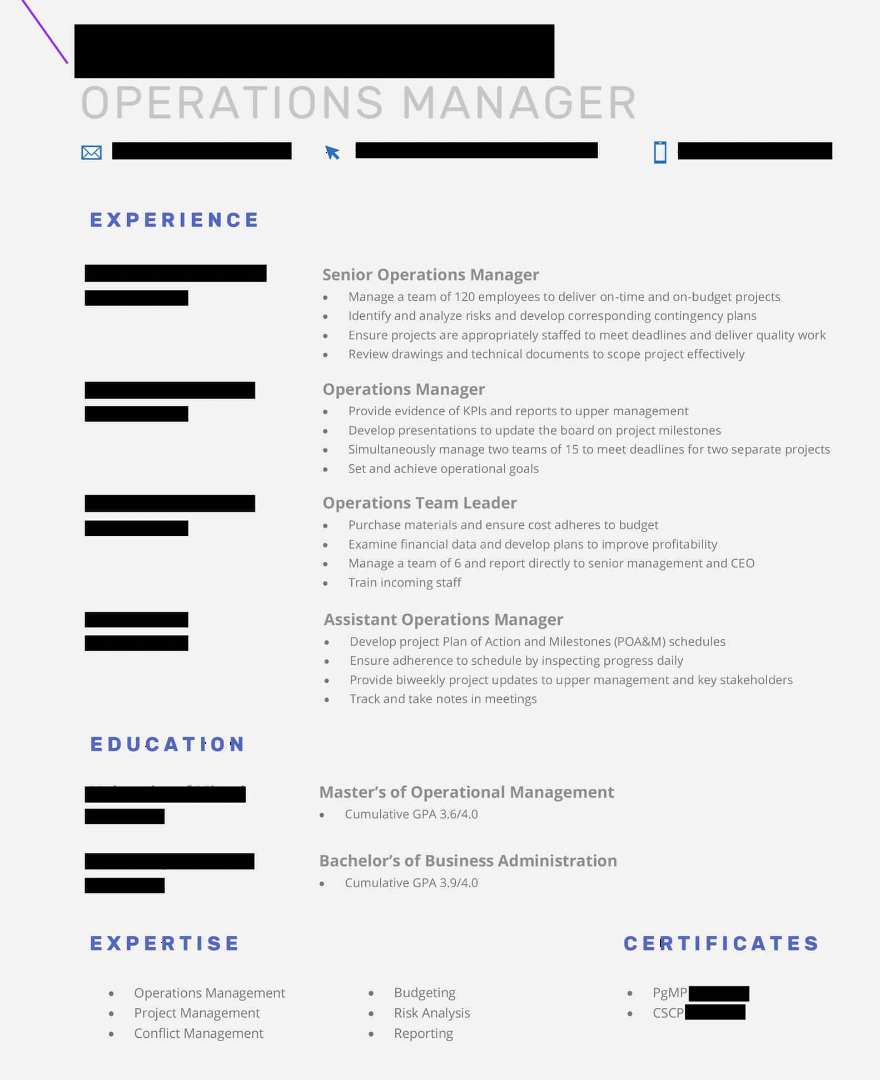 OPERATIONS MANAGER
EXPERIENCE
Senior Operations Manager
• Manage a team of 120 employees to deliver on-time and on-budget projects
• Identify and analyze risks and develop corresponding contingency plans
• Ensure projects are appropriately staffed to meet deadlines and deliver quality work
• Review drawings and technical documents to scope project effectively
Operations Manager
• Provide evidence of KPIs and reports to upper management
• Develop presentations to update the board on project milestones
• Simultaneously manage two teams of 15 to meet deadlines for two separate projects
• Set and achieve operational goals
Operations Team Leader
• Purchase materials and ensure cost adheres to budget
• Examine financial data and develop plans to improve profitability
• Manage a team of 6 and report directly to senior management and CEO
• Train incoming staff
Assistant Operations Manager
• Develop project Plan of Action and Milestones (POA&M) schedules
• Ensure adherence to schedule by inspecting progress daily
• Provide biweekly project updates to upper management and key stakeholders
• Track and take notes in meetings
EDUCATION
Master’s of Operational Management
• Cumulative GPA 3.6/4.0
Bachelor’s of Business Administration
• Cumulative GPA 3.9/4.0
EXPERTISE
• Operations Management
• Project Management
• Conflict Management
• Budgeting
• Risk Analysis
• Reporting
CERTIFICATES
• PgMP
• CSCP